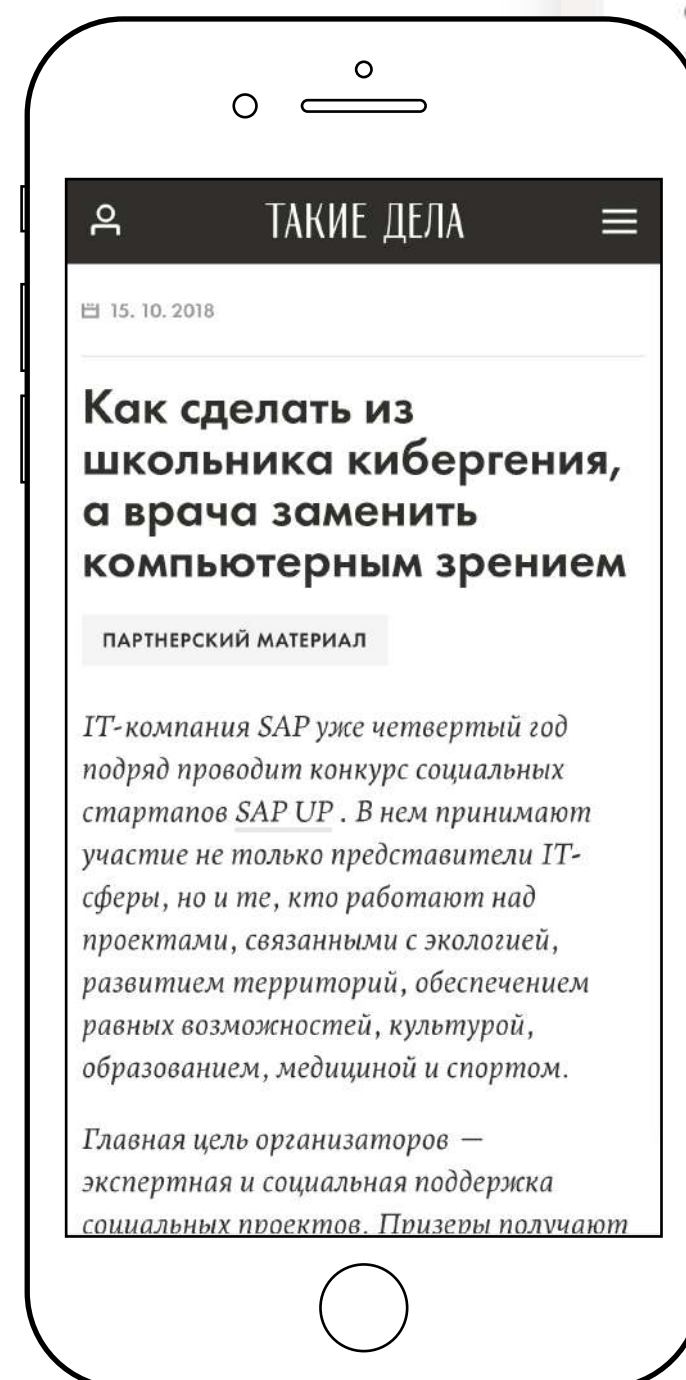 ТАКИЕ ДЕЛА
15. 10. 2018
Как сделать из
школьника кибергения,
а врача заменить
компьютерным зрением
ПАРТНЕРСКИЙ МАТЕРИАЛ
IT-компания SAP уже четвертый год
подряд проводит конкурс социальных
стартапов SAP UP . В нем принимают
участие не только представители IT-
сферы, но и те, кто работают над
проектами, связанными с экологией,
развитием территорий, обеспечением
равных возможностей, культурой,
образованием, медициной и спортом.
Главная цель организаторов —
экспертная и социальная поддержка
социальных проектов. Призеры получают